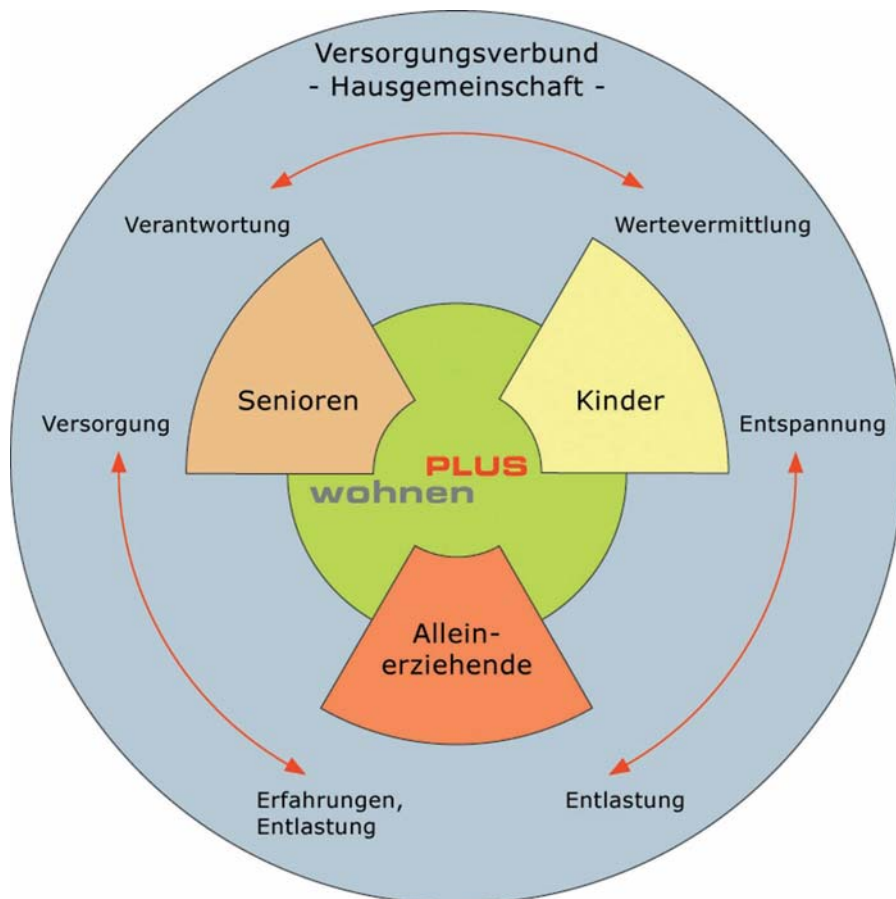 Versorgungsverbund
- Hausgemeinschaft -
Verantwortung
Wertevermittlung
Senioren
Kinder
Versorgung
Entspannung
PLUS
wohnen
Allein-
erziehende
Erfahrungen,
Entlastung
Entlastung